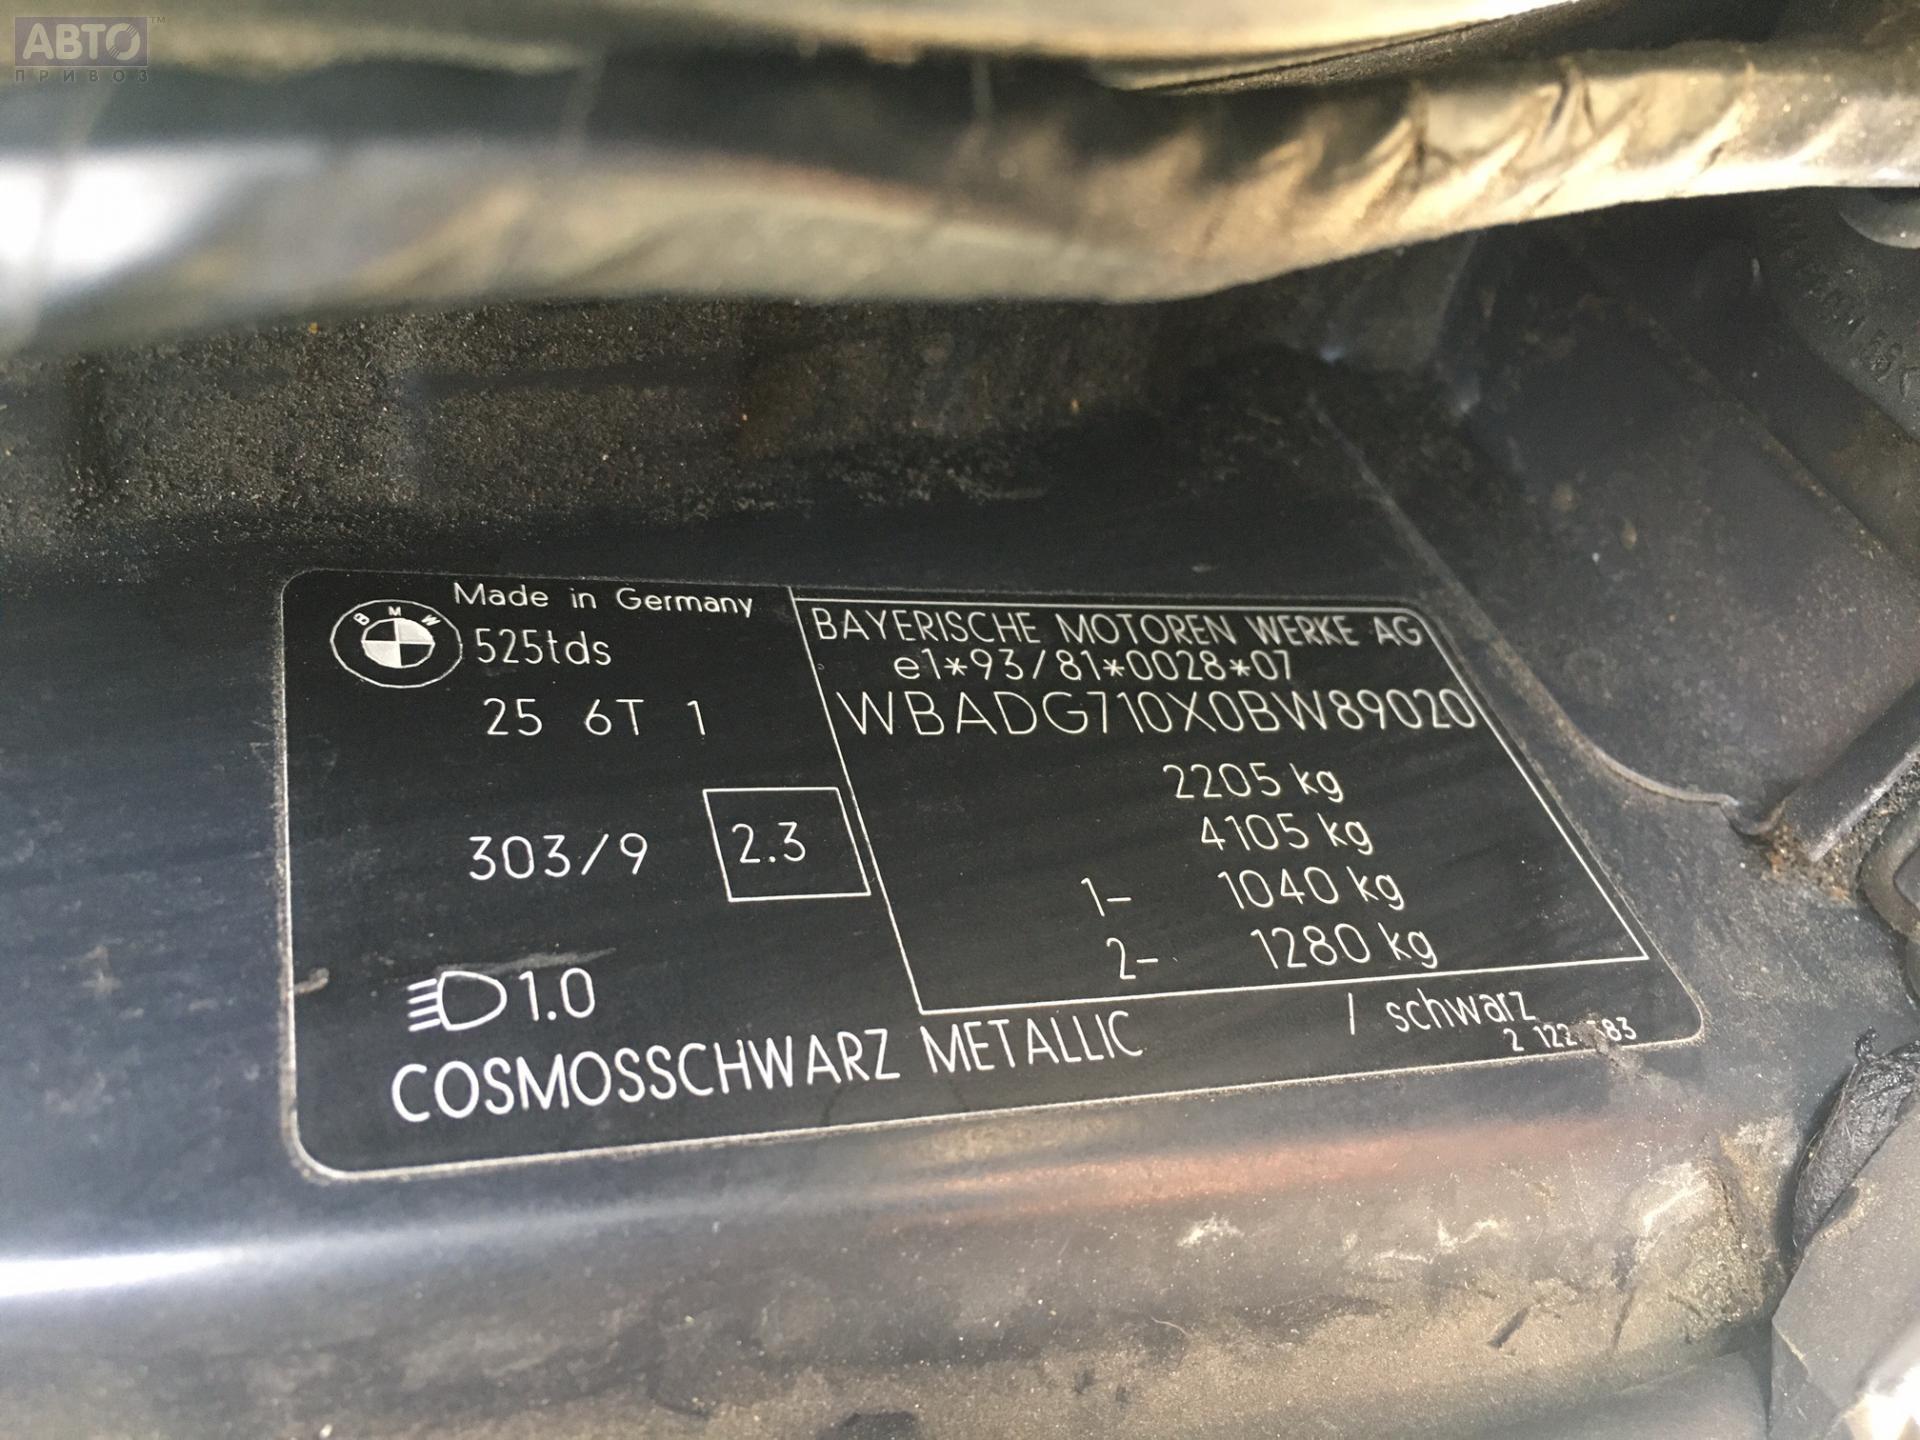 АВТО™
ПРИВОЗ
Made in Germany
BMW
525tds
25 6T 1
303/9
2.3
1.0
COSMOSSCHWARZ METALLIC
BAYERISCHE MOTOREN WERKE AG
e1*93/81*0028*07
WBADG710X0BW89020
2205 kg
4105 kg
1- 1040 kg
2- 1280 kg
/ schwarz